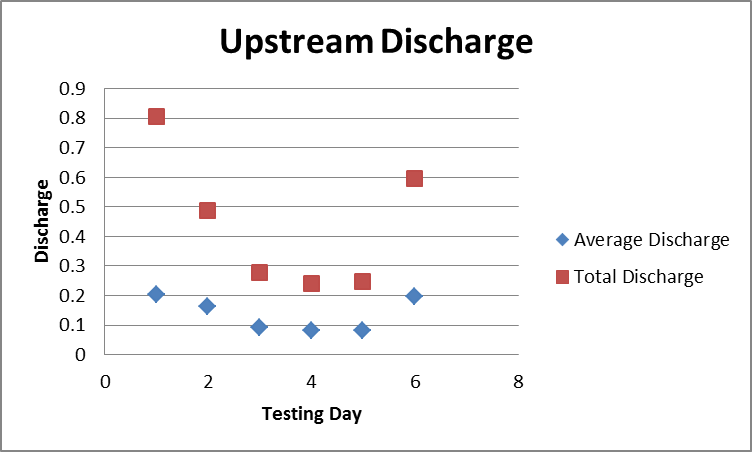 Upstream Discharge
0.9
0.8
0.7
0.6
0.5
0.4
0.3
0.2
0.1
0
Discharge
0 2 4 6 8
Testing Day
Average Discharge
Total Discharge